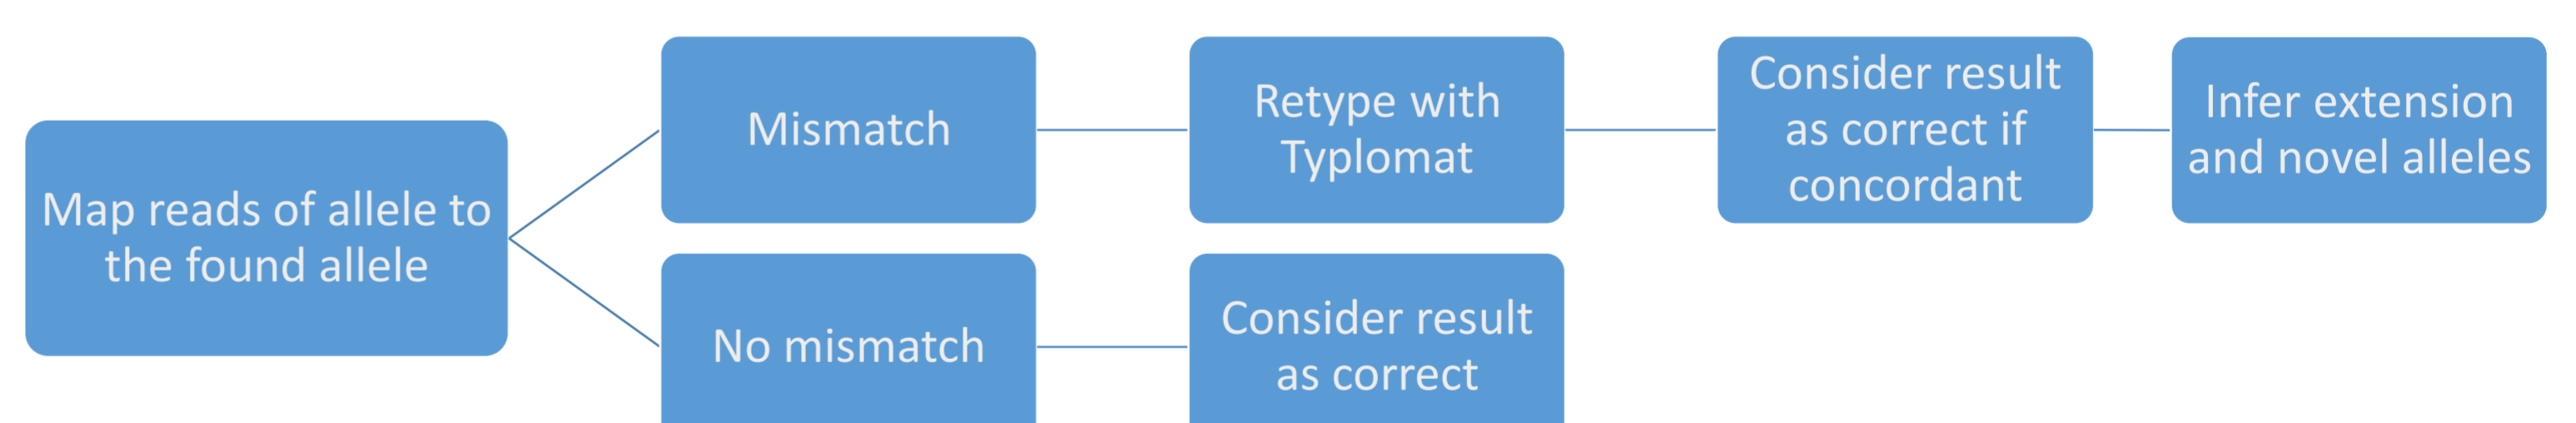 Map reads of allele to
the found allele
Mismatch
Retype with
Typlomat
Consider result
as correct if
concordant
Infer extension
and novel alleles
No mismatch
Consider result
as correct